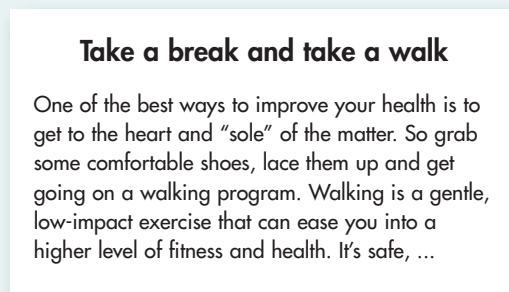 Take a break and take a walk
One of the best ways to improve your health is to
get to the heart and “sole” of the matter. So grab
some comfortable shoes, lace them up and get
going on a walking program. Walking is a gentle,
low-impact exercise that can ease you into a
higher level of fitness and health. It’s safe, ...